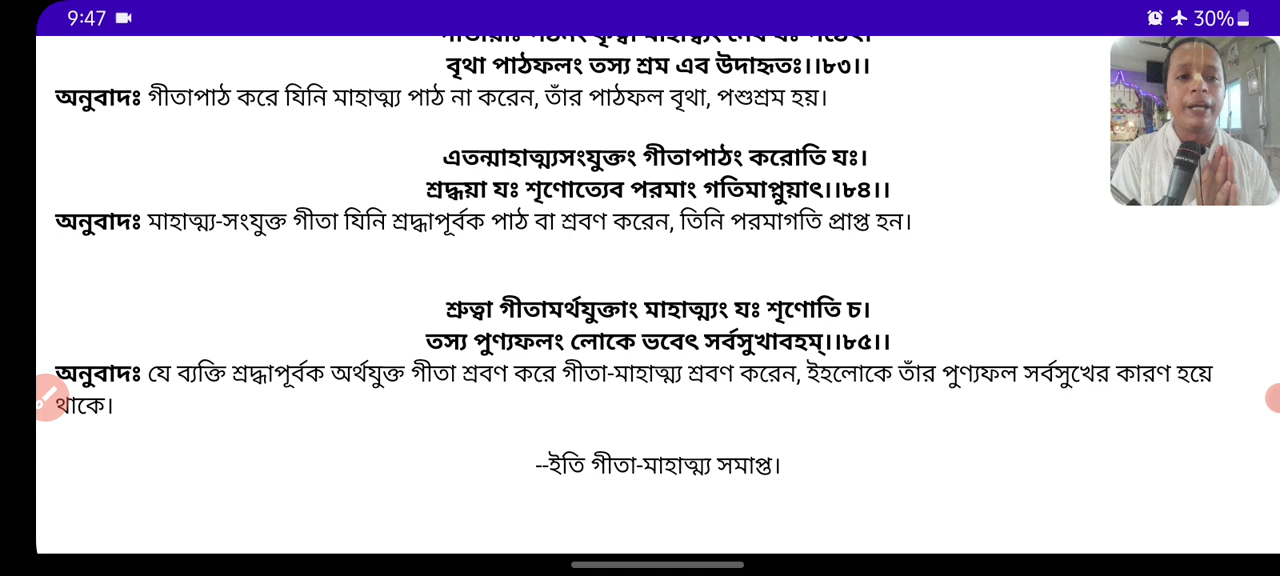 9:47
30%
বৃথা পাঠফলং তস্য শ্রম এব উদাহৃতঃ।।৮৩।।
অনুবাদঃ গীতাপাঠ করে যিনি মাহাত্ম্য পাঠ না করেন, তাঁর পাঠফল বৃথা, পশুশ্রম হয়।
এতন্মাহাত্ম্যসংযুক্তং গীতাপাঠং করোতি যঃ।
শ্রদ্ধয়া যঃ শৃণোত্যেব পরমাং গতিমাপ্নুয়াৎ।।৮৪।।
অনুবাদঃ মাহাত্ম্য-সংযুক্ত গীতা যিনি শ্রদ্ধাপূর্বক পাঠ বা শ্রবণ করেন, তিনি পরমাগতি প্রাপ্ত হন।
শ্রুত্বা গীতামর্থযুক্তাং মাহাত্ম্যং যঃ শৃণোতি চ।
তস্য পুণ্যফলং লোকে ভবেৎ সর্বসুখাবহম্।।৮৫।।
অনুবাদঃ যে ব্যক্তি শ্রদ্ধাপূর্বক অর্থযুক্ত গীতা শ্রবণ করে গীতা-মাহাত্ম্য শ্রবণ করেন, ইহলোকে তাঁর পুণ্যফল সর্বসুখের কারণ হয়ে
থাকে।
--ইতি গীতা-মাহাত্ম্য সমাপ্ত।